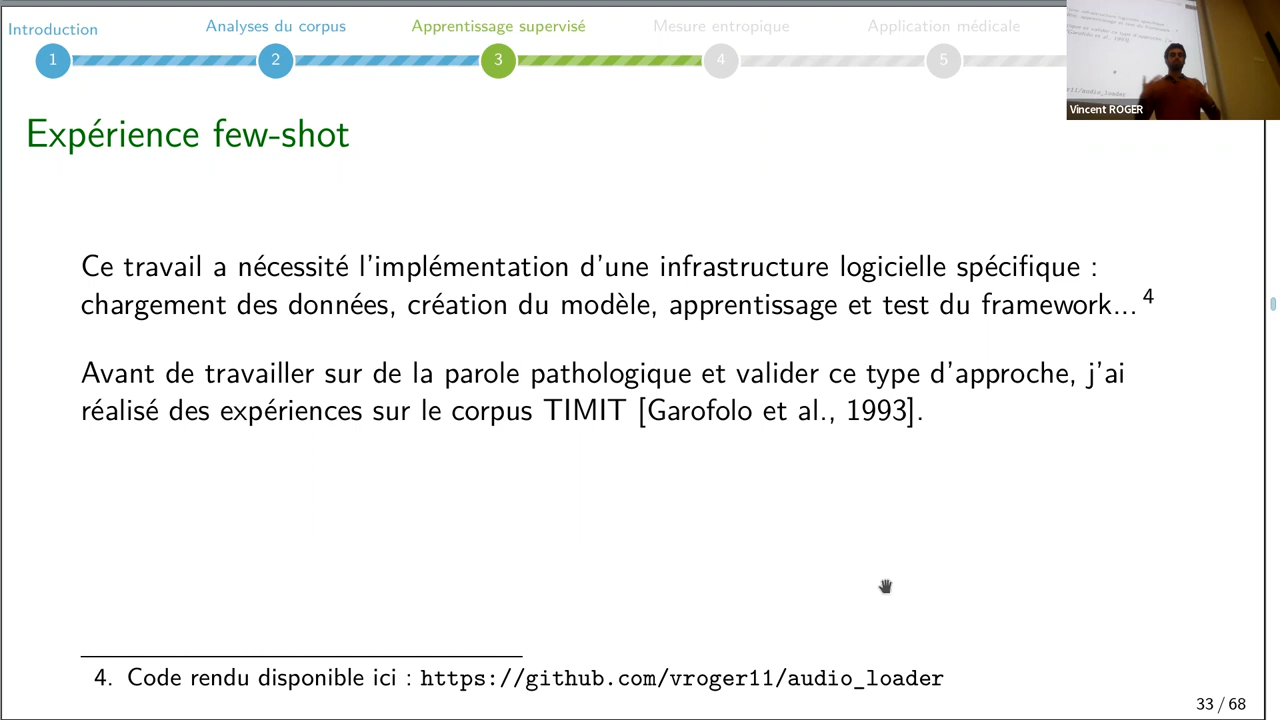 Introduction
Analyses du corpus
Apprentissage supervisé
Mesure entropique
Application médicale
1
2
3
4
5
Vincent ROGER
Expérience few-shot
Ce travail a nécessité l'implémentation d'une infrastructure logicielle spécifique :
chargement des données, création du modèle, apprentissage et test du framework... 4
Avant de travailler sur de la parole pathologique et valider ce type d'approche, j'ai
réalisé des expériences sur le corpus TIMIT [Garofolo et al., 1993].
4. Code rendu disponible ici : https://github.com/vroger11/audio_loader
33 / 68